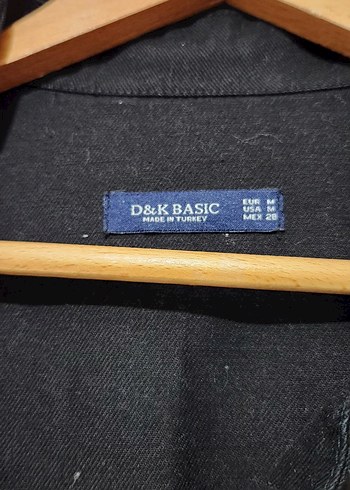 D&K BASIC
MADE IN TURKEY
EUR M
USA M
MEX 28